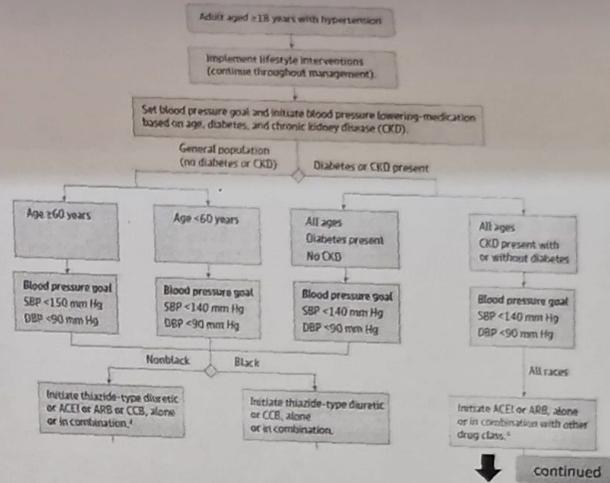 Adult aged ≥18 years with hypertension
Implement lifestyle interventions
(continue throughout management).
Set blood pressure goal and initiate blood pressure lowering-medication
based on age, diabetes, and chronic kidney disease (CKD).
General population
(no diabetes or CKD)
Diabetes or CKD present
Age ≥60 years
Age <60 years
All ages
Diabetes present
No CKD
All ages
CKD present with
or without diabetes
Blood pressure goal
SBP <150 mm Hg
DBP <90 mm Hg
Blood pressure goal
SBP <140 mm Hg
DBP <90 mm Hg
Blood pressure goal
SBP <140 mm Hg
DBP <90 mm Hg
Blood pressure goal
SBP <140 mm Hg
DBP <90 mm Hg
Nonblack
Black
All races
Initiate thiazide-type diuretic
or ACEI or ARB or CCB, alone
or in combination.
Initiate thiazide-type diuretic
or CCB, alone
or in combination.
Initiate ACEI or ARB, alone
or in combination with other
drug class.
continued